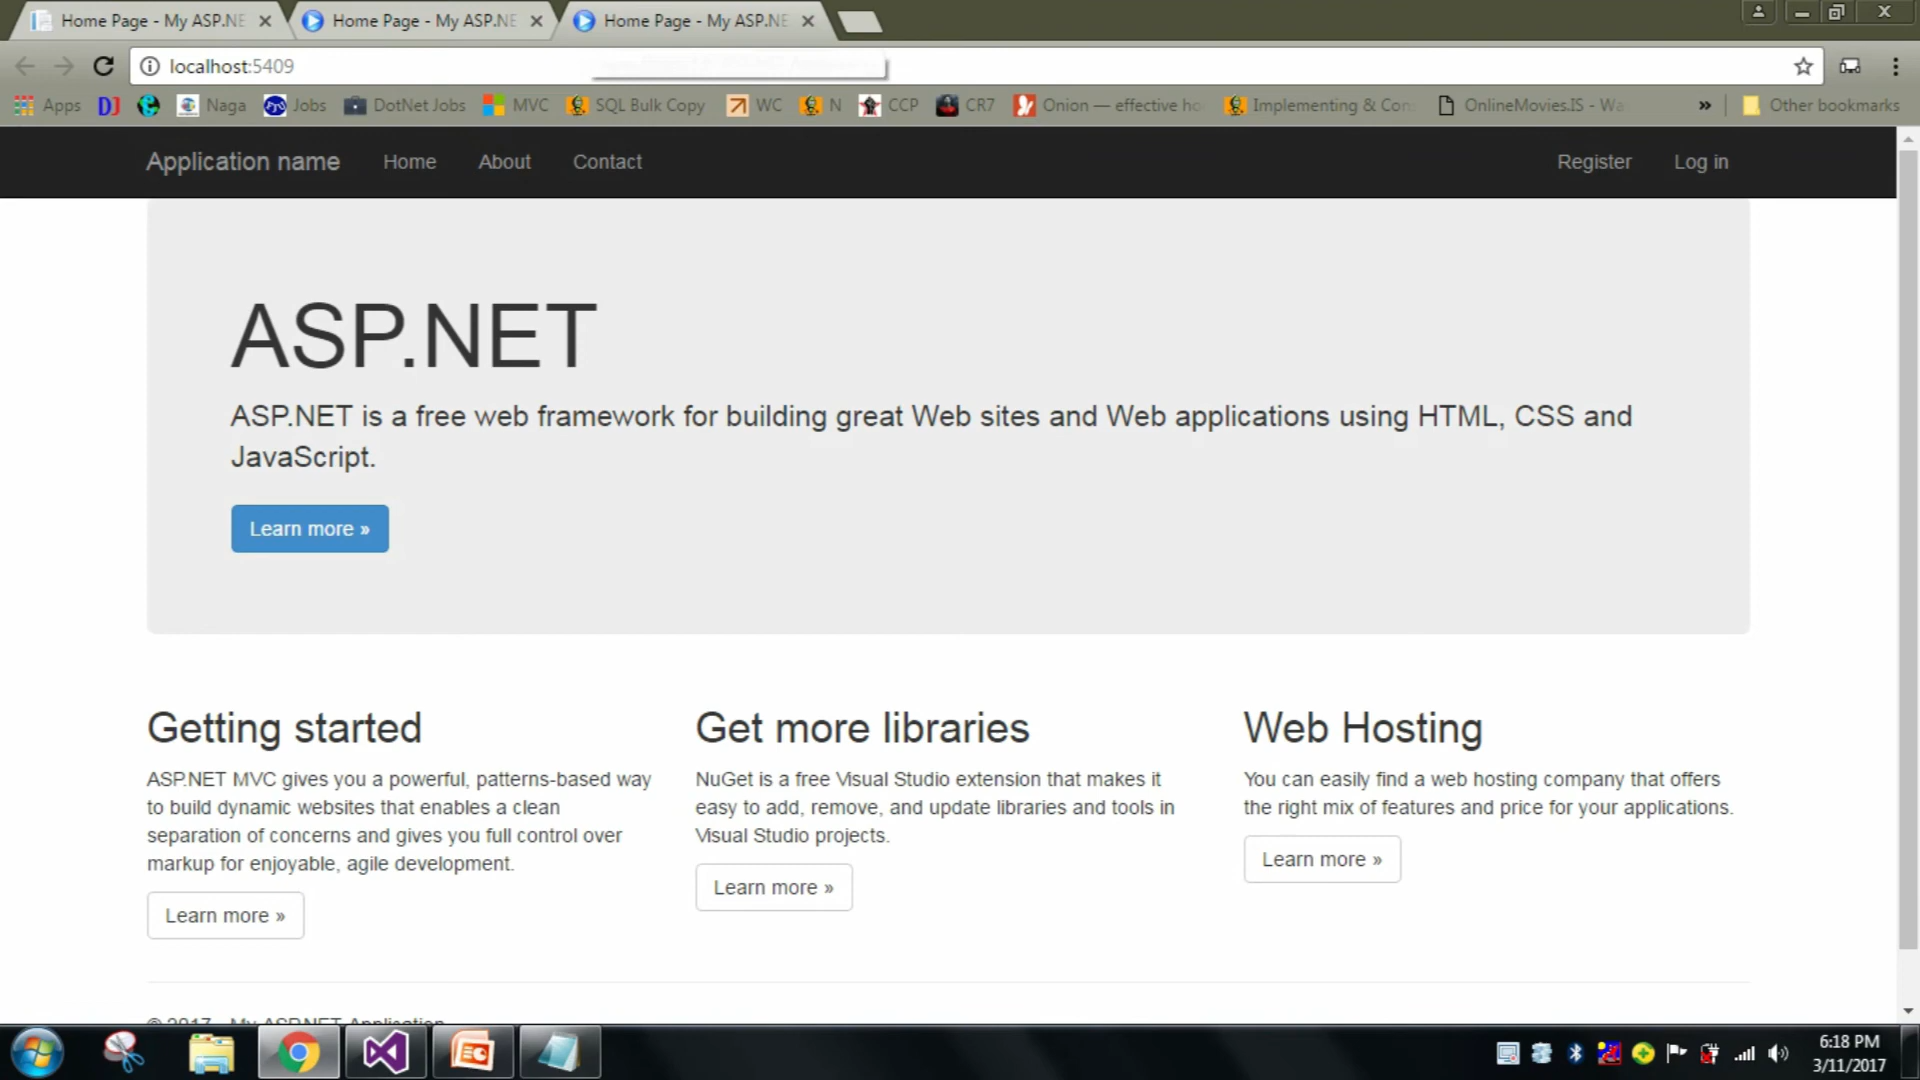 Home Page - My ASP.NE
Home Page - My ASP.NE
Home Page - My ASP.NE
localhost:5409
Apps
DJ
Naga
Jobs
DotNet Jobs
MVC
SQL Bulk Copy
WC
N
CCP
CR7
Onion — effective ho
Implementing & Con
OnlineMovies.IS - Wa
»
Other bookmarks
Application name
Home
About
Contact
Register
Log in
ASP.NET
ASP.NET is a free web framework for building great Web sites and Web applications using HTML, CSS and
JavaScript.
Learn more »
Getting started
ASP.NET MVC gives you a powerful, patterns-based way
to build dynamic websites that enables a clean
separation of concerns and gives you full control over
markup for enjoyable, agile development.
Learn more »
Get more libraries
NuGet is a free Visual Studio extension that makes it
easy to add, remove, and update libraries and tools in
Visual Studio projects.
Learn more »
Web Hosting
You can easily find a web hosting company that offers
the right mix of features and price for your applications.
Learn more »
© 2017 - My ASP.NET Application
6:18 PM
3/11/2017